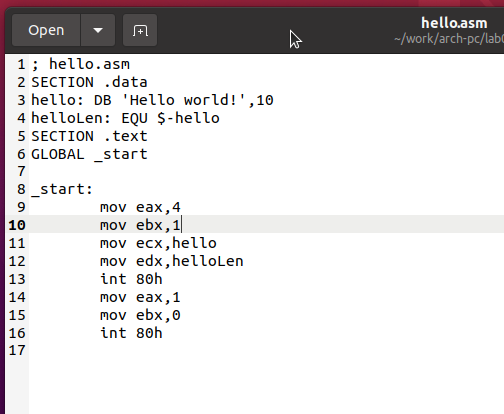 Open
hello.asm
~/work/arch-pc/lab0
1 ; hello.asm
2 SECTION .data
3 hello: DB 'Hello world!',10
4 helloLen: EQU $-hello
5 SECTION .text
6 GLOBAL _start
7
8 _start:
9 mov eax,4
10 mov ebx,1
11 mov ecx,hello
12 mov edx,helloLen
13 int 80h
14 mov eax,1
15 mov ebx,0
16 int 80h
17